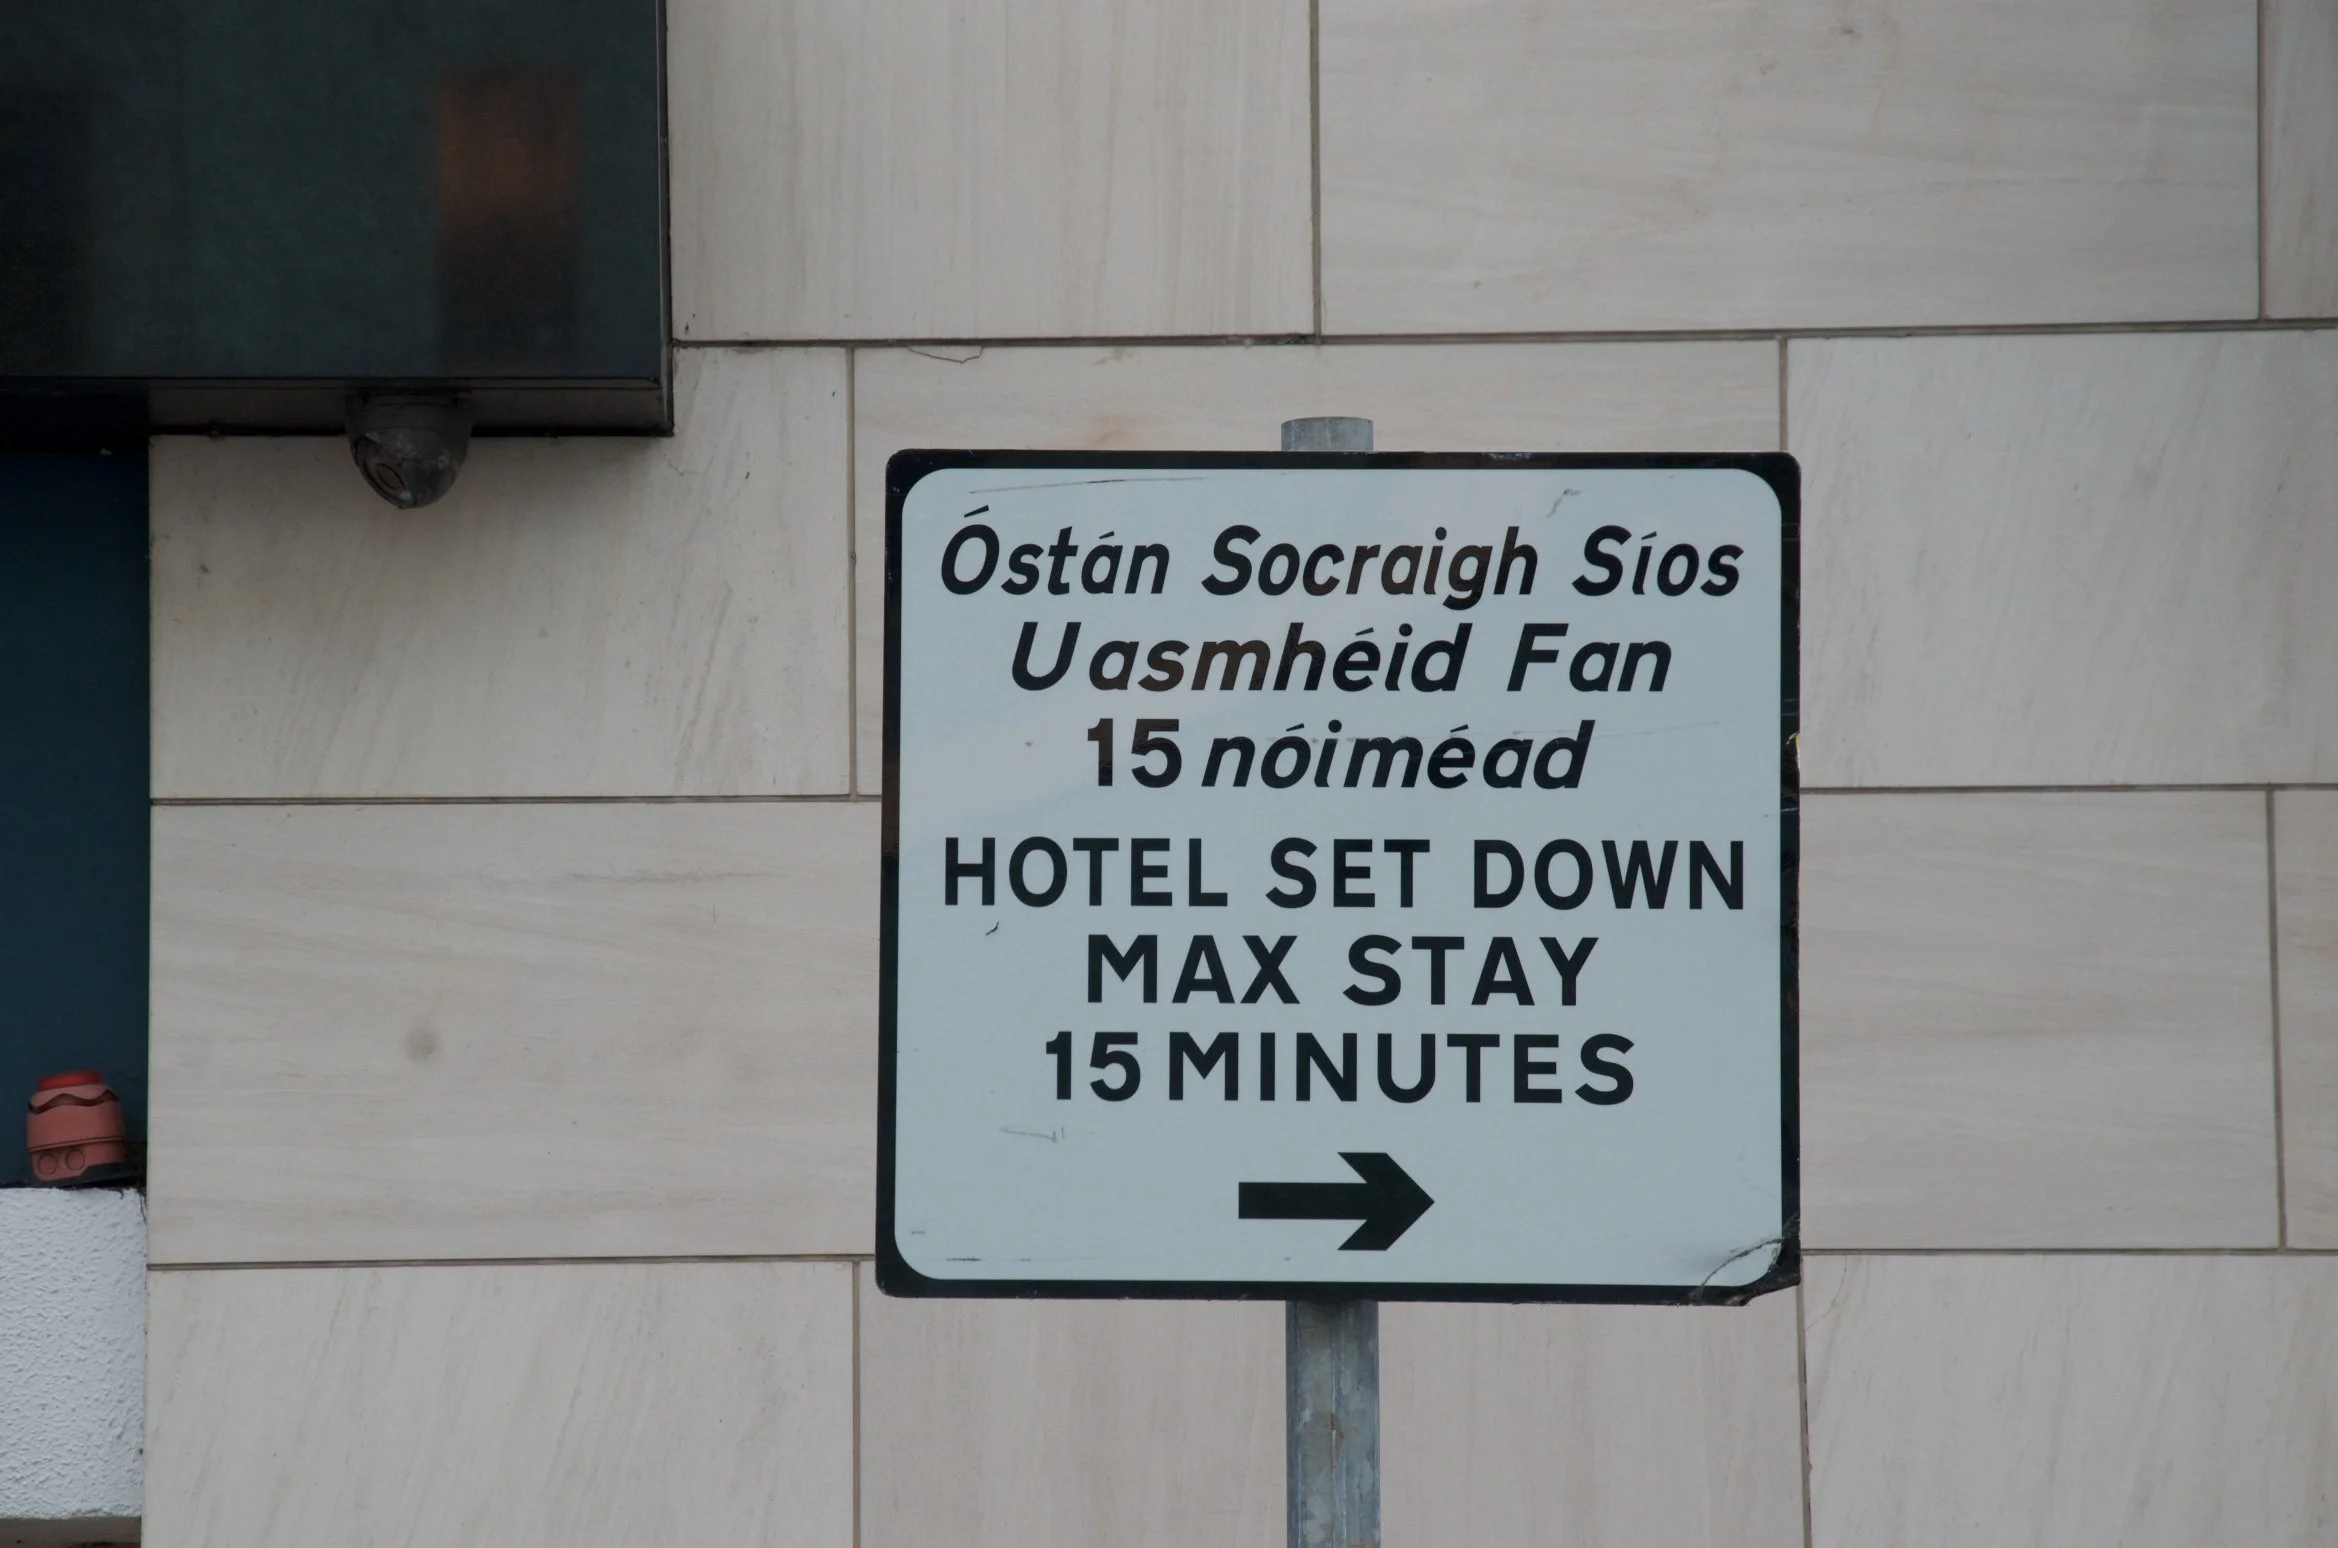 Óstán Socraigh Síos
Uasmhéid Fan
15 nóiméad
HOTEL SET DOWN
MAX STAY
15 MINUTES